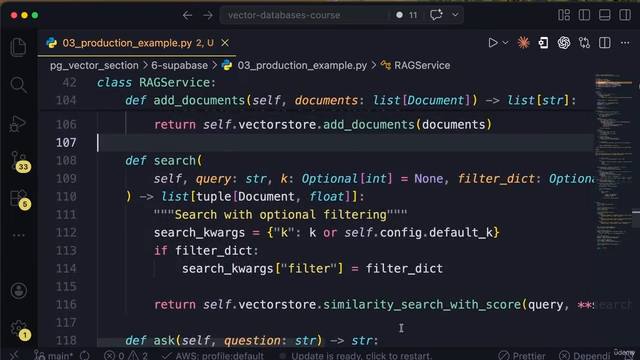 vector-databases-course
11
03_production_example.py 2, U
pg_vector_section > 6-supabase > 03_production_example.py > RAGService
42 class RAGService:
104 def add_documents(self, documents: list[Document]) -> list[str]:
106 return self.vectorstore.add_documents(documents)
107
108 def search(
109 self, query: str, k: Optional[int] = None, filter_dict: Optiona
110 ) -> list[tuple[Document, float]]:
111 """Search with optional filtering"""
112 search_kwargs = {"k": k or self.config.default_k}
113 if filter_dict:
114 search_kwargs["filter"] = filter_dict
115
116 return self.vectorstore.similarity_search_with_score(query, **search
117
118 def ask(self, question: str) -> str:
33
5
1
main* 0 2 AWS: profile:default Update is ready, click to restart. Prettier Dependi
Udemy